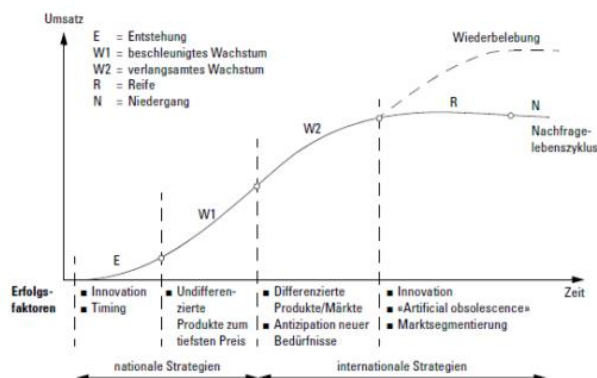 Umsatz
E = Entstehung
W1 = beschleunigtes Wachstum
W2 = verlangsamtes Wachstum
R = Reife
N = Niedergang
Wiederbelebung
R
N
W2
Nachfrage-
lebenszyklus
W1
E
Zeit
Erfolgs-
faktoren
■ Innovation
■ Timing
■ Undifferen-
zierte
Produkte zum
tiefsten Preis
■ Differenzierte
Produkte/Märkte
■ Antizipation neuer
Bedürfnisse
■ Innovation
■ «Artificial obsolescence»
■ Marktsegmentierung
nationale Strategien
internationale Strategien